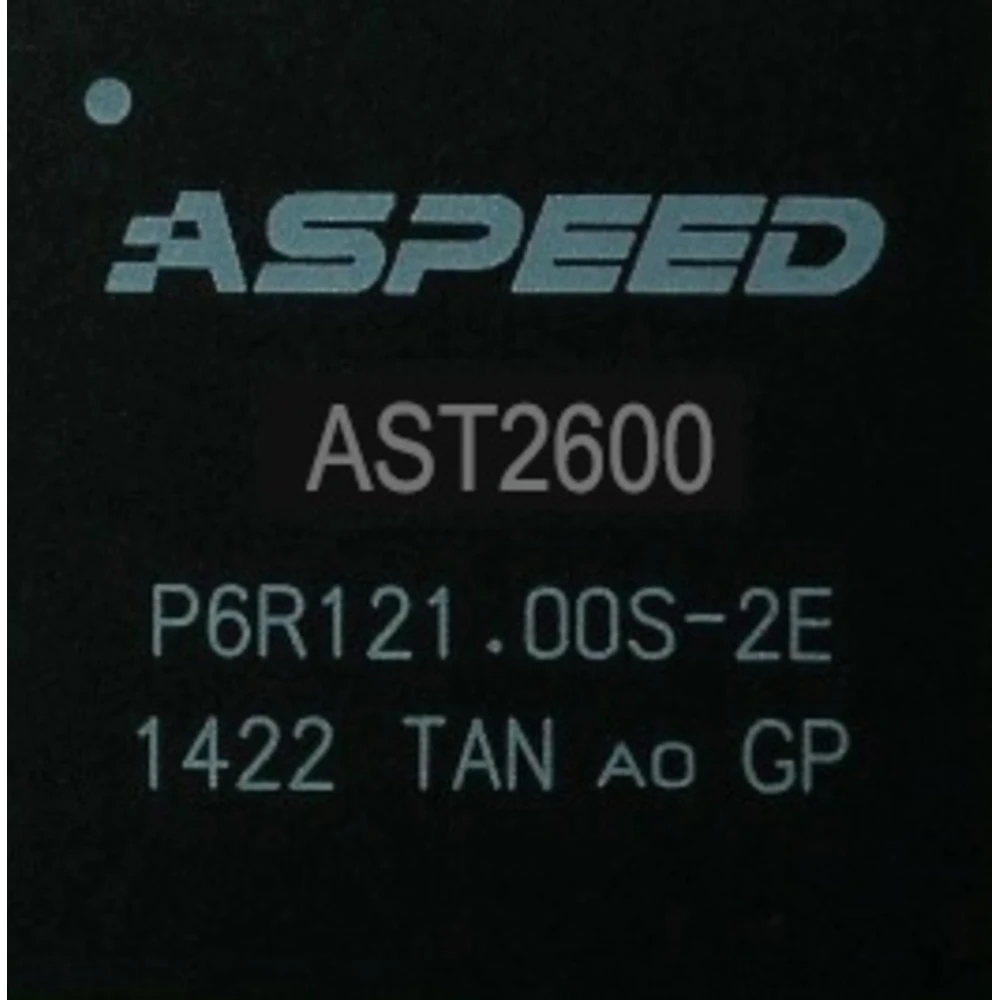 ASPEED
AST2600
P6R121.00S-2E
1422 TAN A0 GP